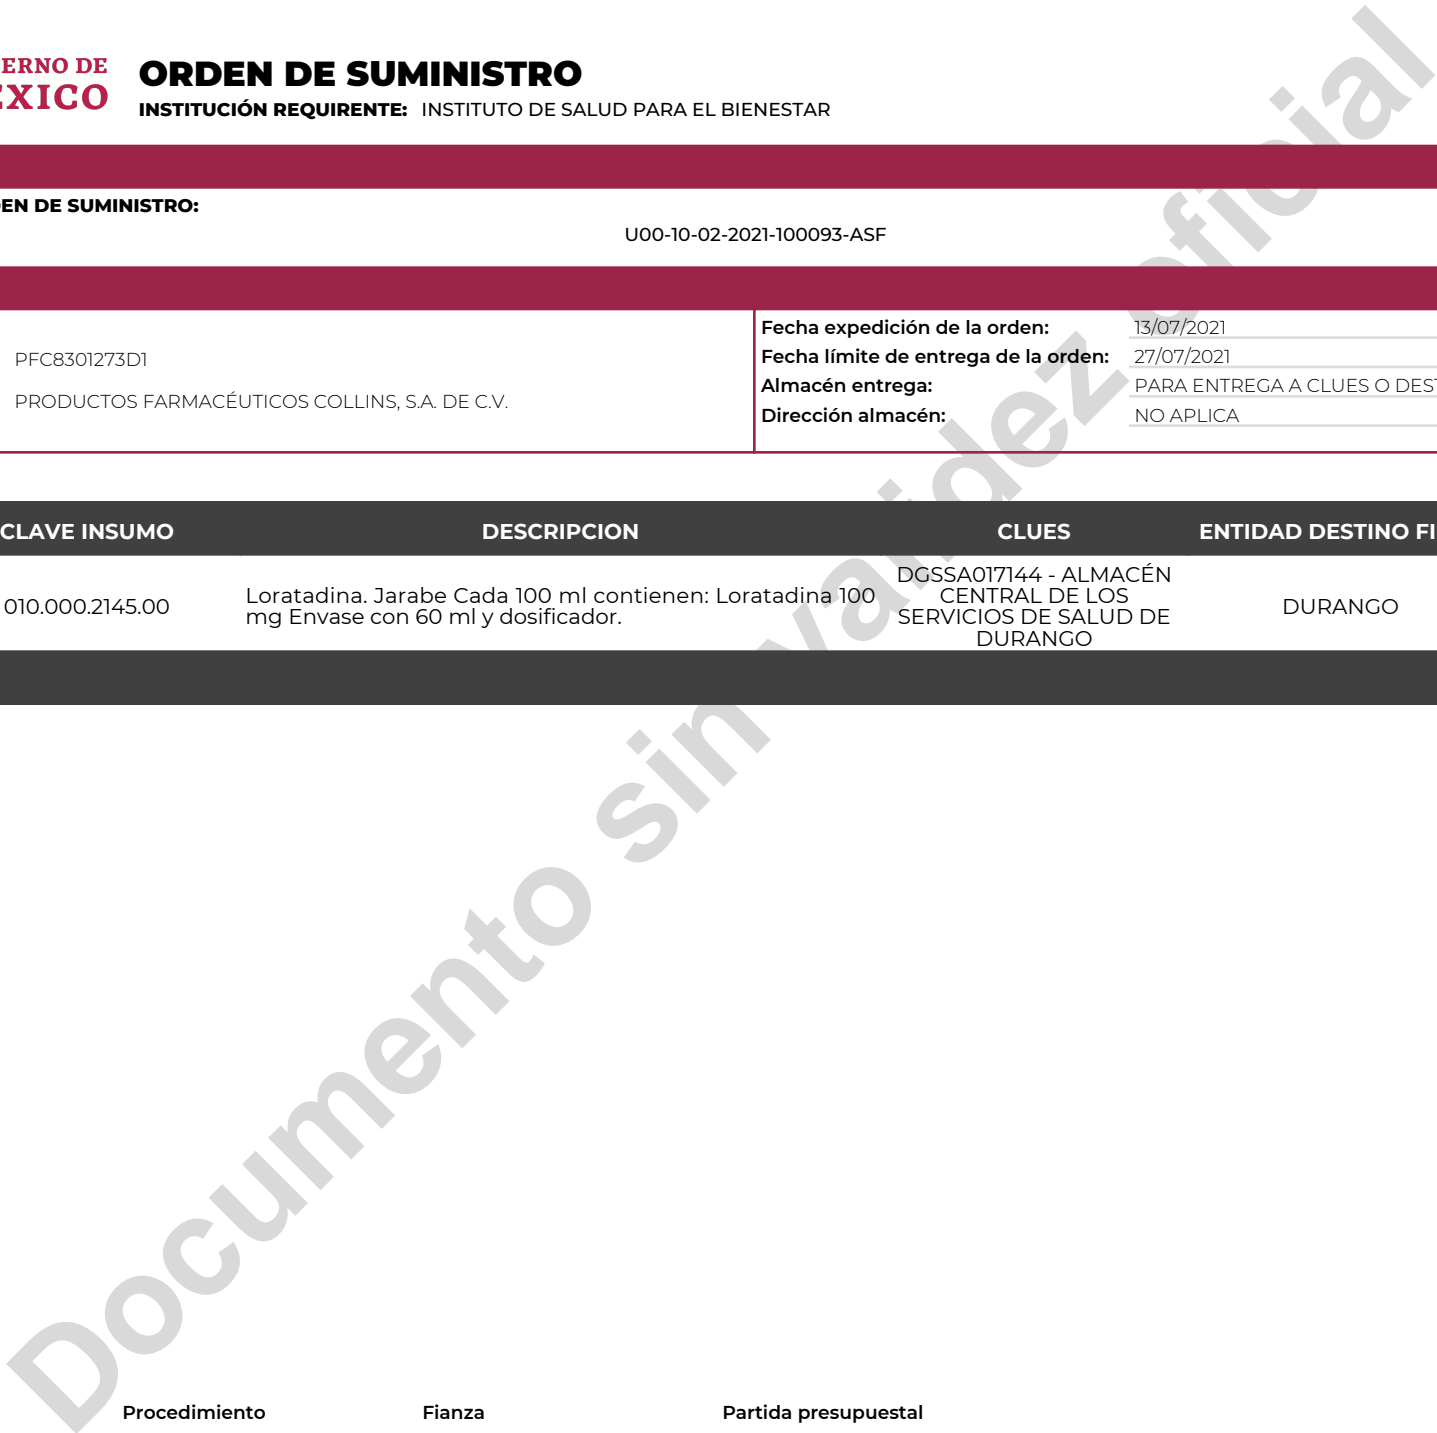 ERNO DE
EXICO
ORDEN DE SUMINISTRO
INSTITUCIÓN REQUIRENTE: INSTITUTO DE SALUD PARA EL BIENESTAR
EN DE SUMINISTRO:
U00-10-02-2021-100093-ASF
PFC8301273D1
PRODUCTOS FARMACÉUTICOS COLLINS, S.A. DE C.V.
Fecha expedición de la orden: 13/07/2021
Fecha límite de entrega de la orden: 27/07/2021
Almacén entrega: PARA ENTREGA A CLUES O DEST
Dirección almacén: NO APLICA
CLAVE INSUMO DESCRIPCION CLUES ENTIDAD DESTINO FI
010.000.2145.00
Loratadina. Jarabe Cada 100 ml contienen: Loratadina 100
mg Envase con 60 ml y dosificador.
DGSSA017144 - ALMACÉN
CENTRAL DE LOS
SERVICIOS DE SALUD DE
DURANGO
DURANGO
Documento sin validez oficial
Procedimiento Fianza Partida presupuestal